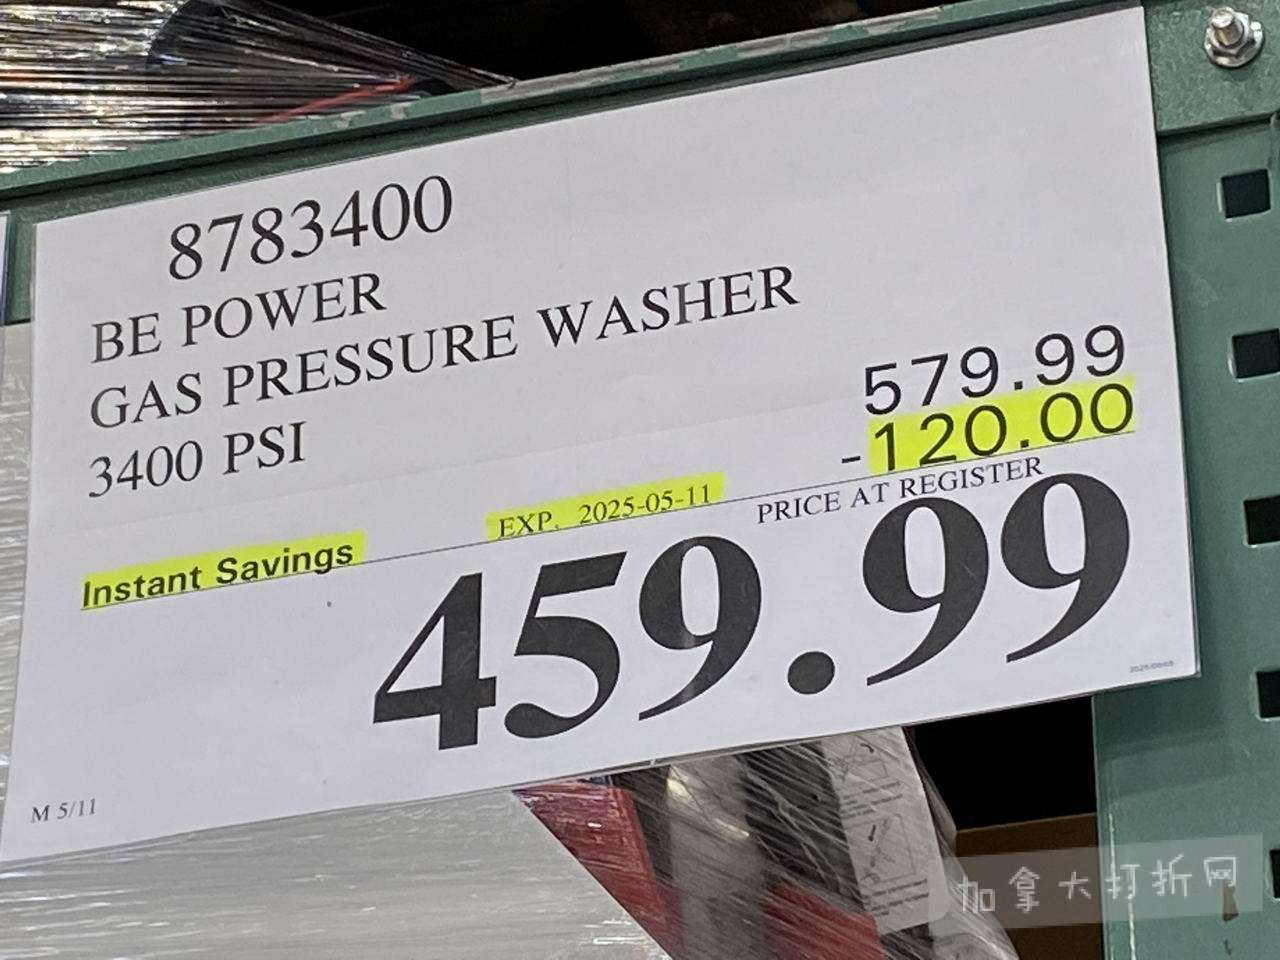 8783400
BE POWER
GAS PRESSURE WASHER
3400 PSI
579.99
-120.00
EXP. 2025-05-11
PRICE AT REGISTER
Instant Savings
459.99
M 5/11
加拿大打折网